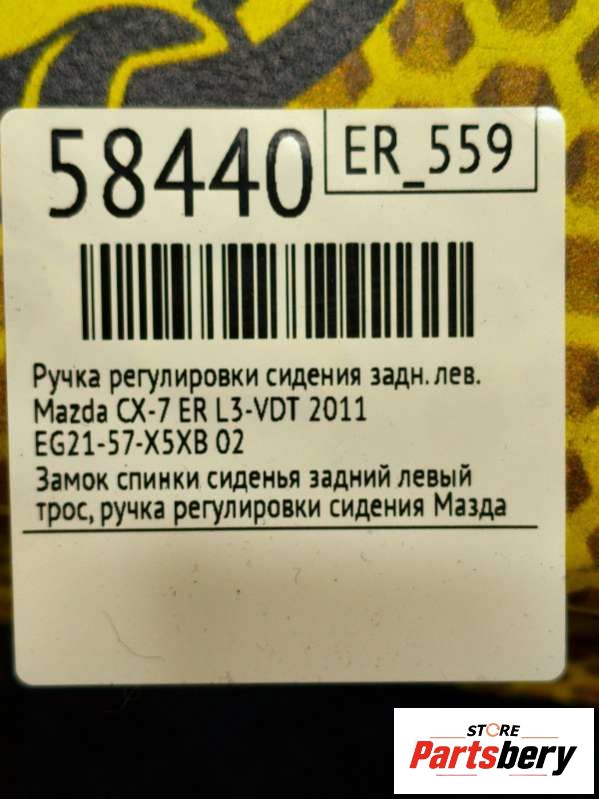 58440
ER_559
Ручка регулировки сидения задн. лев.
Mazda CX-7 ER L3-VDT 2011
EG21-57-X5XB 02
Замок спинки сиденья задний левый
трос, ручка регулировки сидения Мазда
STORE
Partsbery